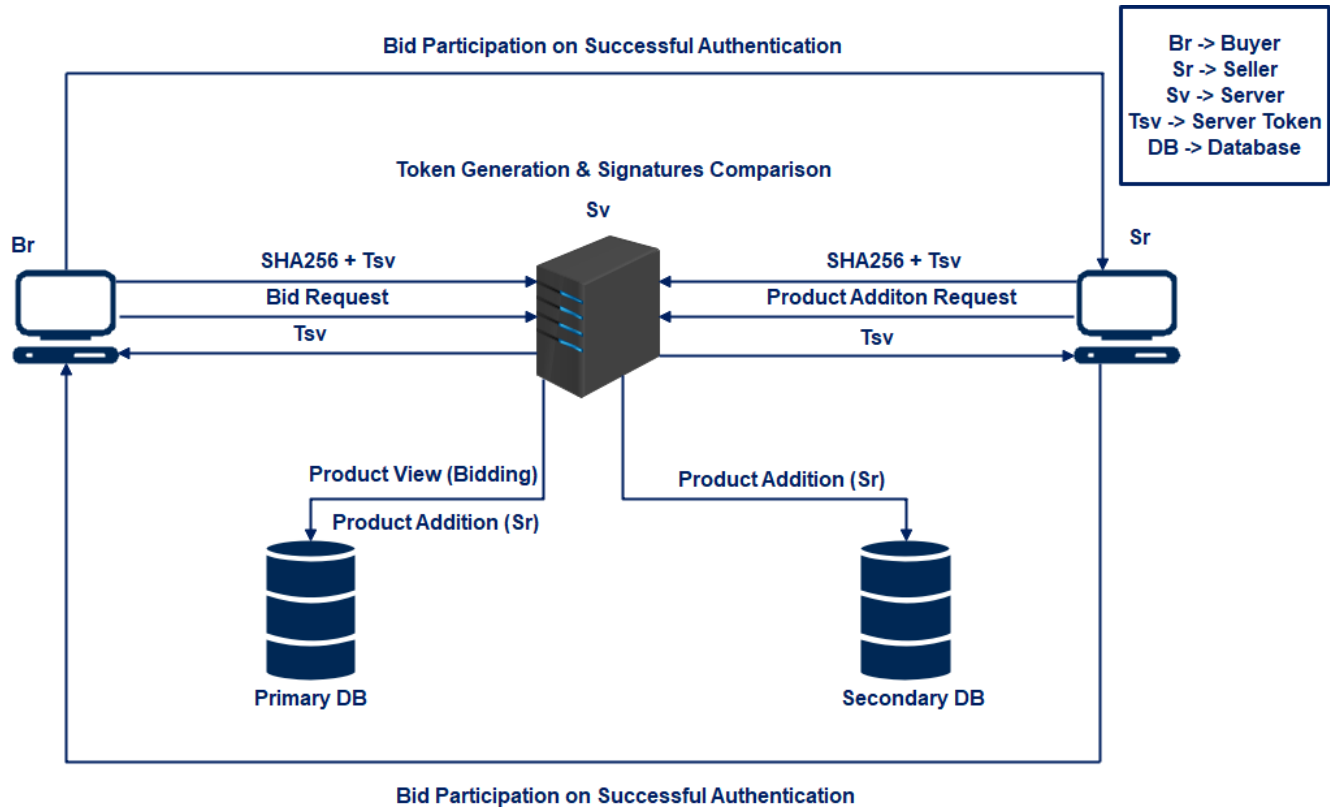 Bid Participation on Successful Authentication
Br -> Buyer
Sr -> Seller
Sv -> Server
Tsv -> Server Token
DB -> Database
Token Generation & Signatures Comparison
Sv
Br
Sr
SHA256 + Tsv
Bid Request
Tsv
SHA256 + Tsv
Product Additon Request
Tsv
Product View (Bidding)
Product Addition (Sr)
Product Addition (Sr)
Primary DB
Secondary DB
Bid Participation on Successful Authentication